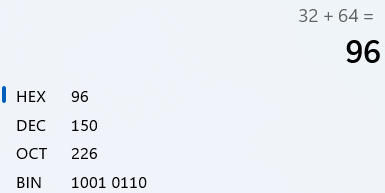 32 + 64 =
96
HEX 96
DEC 150
OCT 226
BIN 1001 0110